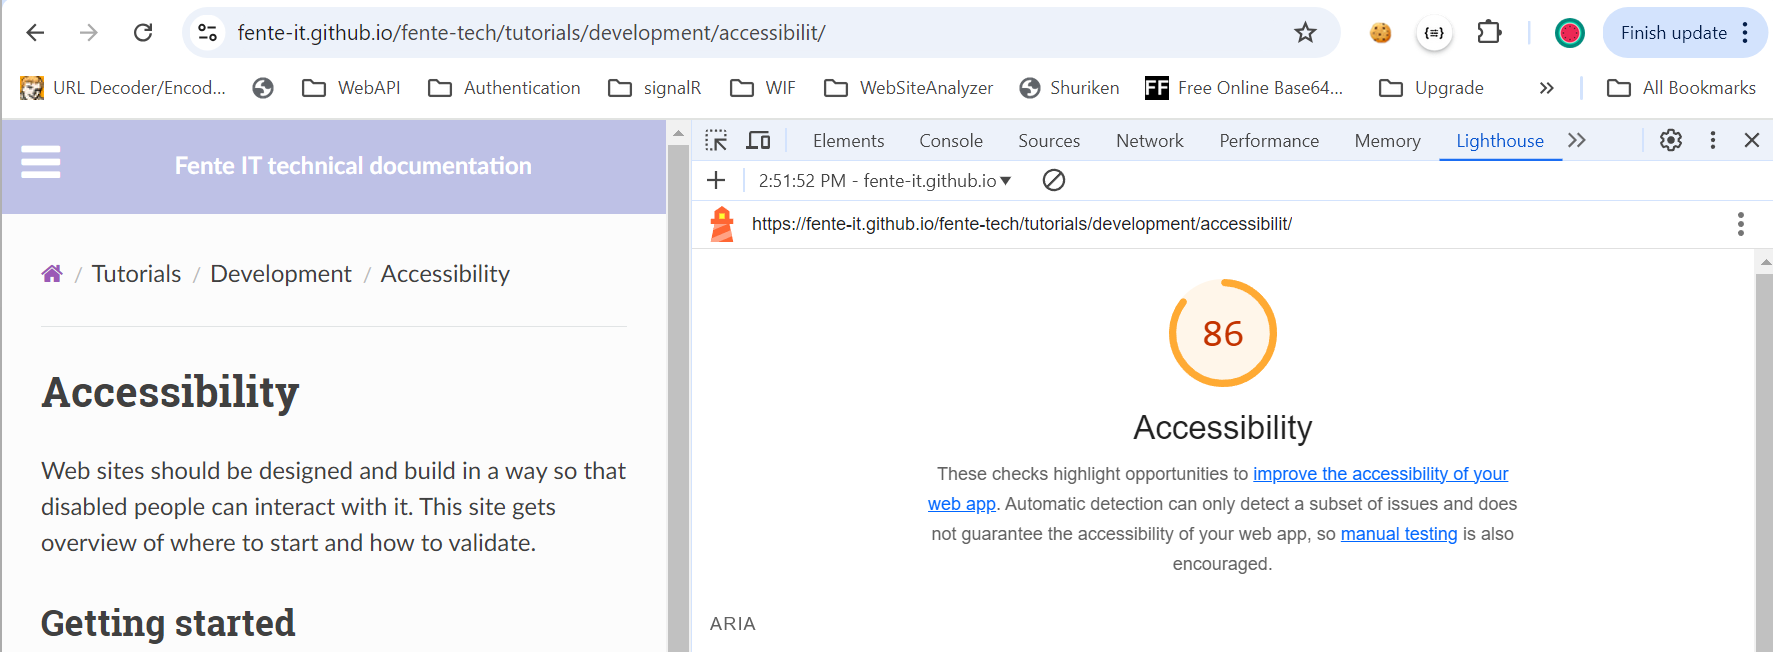 fente-it.github.io/fente-tech/tutorials/development/accessibilit/
Finish update
URL Decoder/Encod...
WebAPI
Authentication
signalR
WIF
WebSiteAnalyzer
Shuriken
FF
Free Online Base64...
Upgrade
»
All Bookmarks
Fente IT technical documentation
/ Tutorials / Development / Accessibility
Accessibility
Web sites should be designed and build in a way so that
disabled people can interact with it. This site gets
overview of where to start and how to validate.
Getting started
Elements Console Sources Network Performance Memory Lighthouse »
2:51:52 PM - fente-it.github.io ▼
https://fente-it.github.io/fente-tech/tutorials/development/accessibilit/
86
Accessibility
These checks highlight opportunities to improve the accessibility of your
web app. Automatic detection can only detect a subset of issues and does
not guarantee the accessibility of your web app, so manual testing is also
encouraged.
ARIA